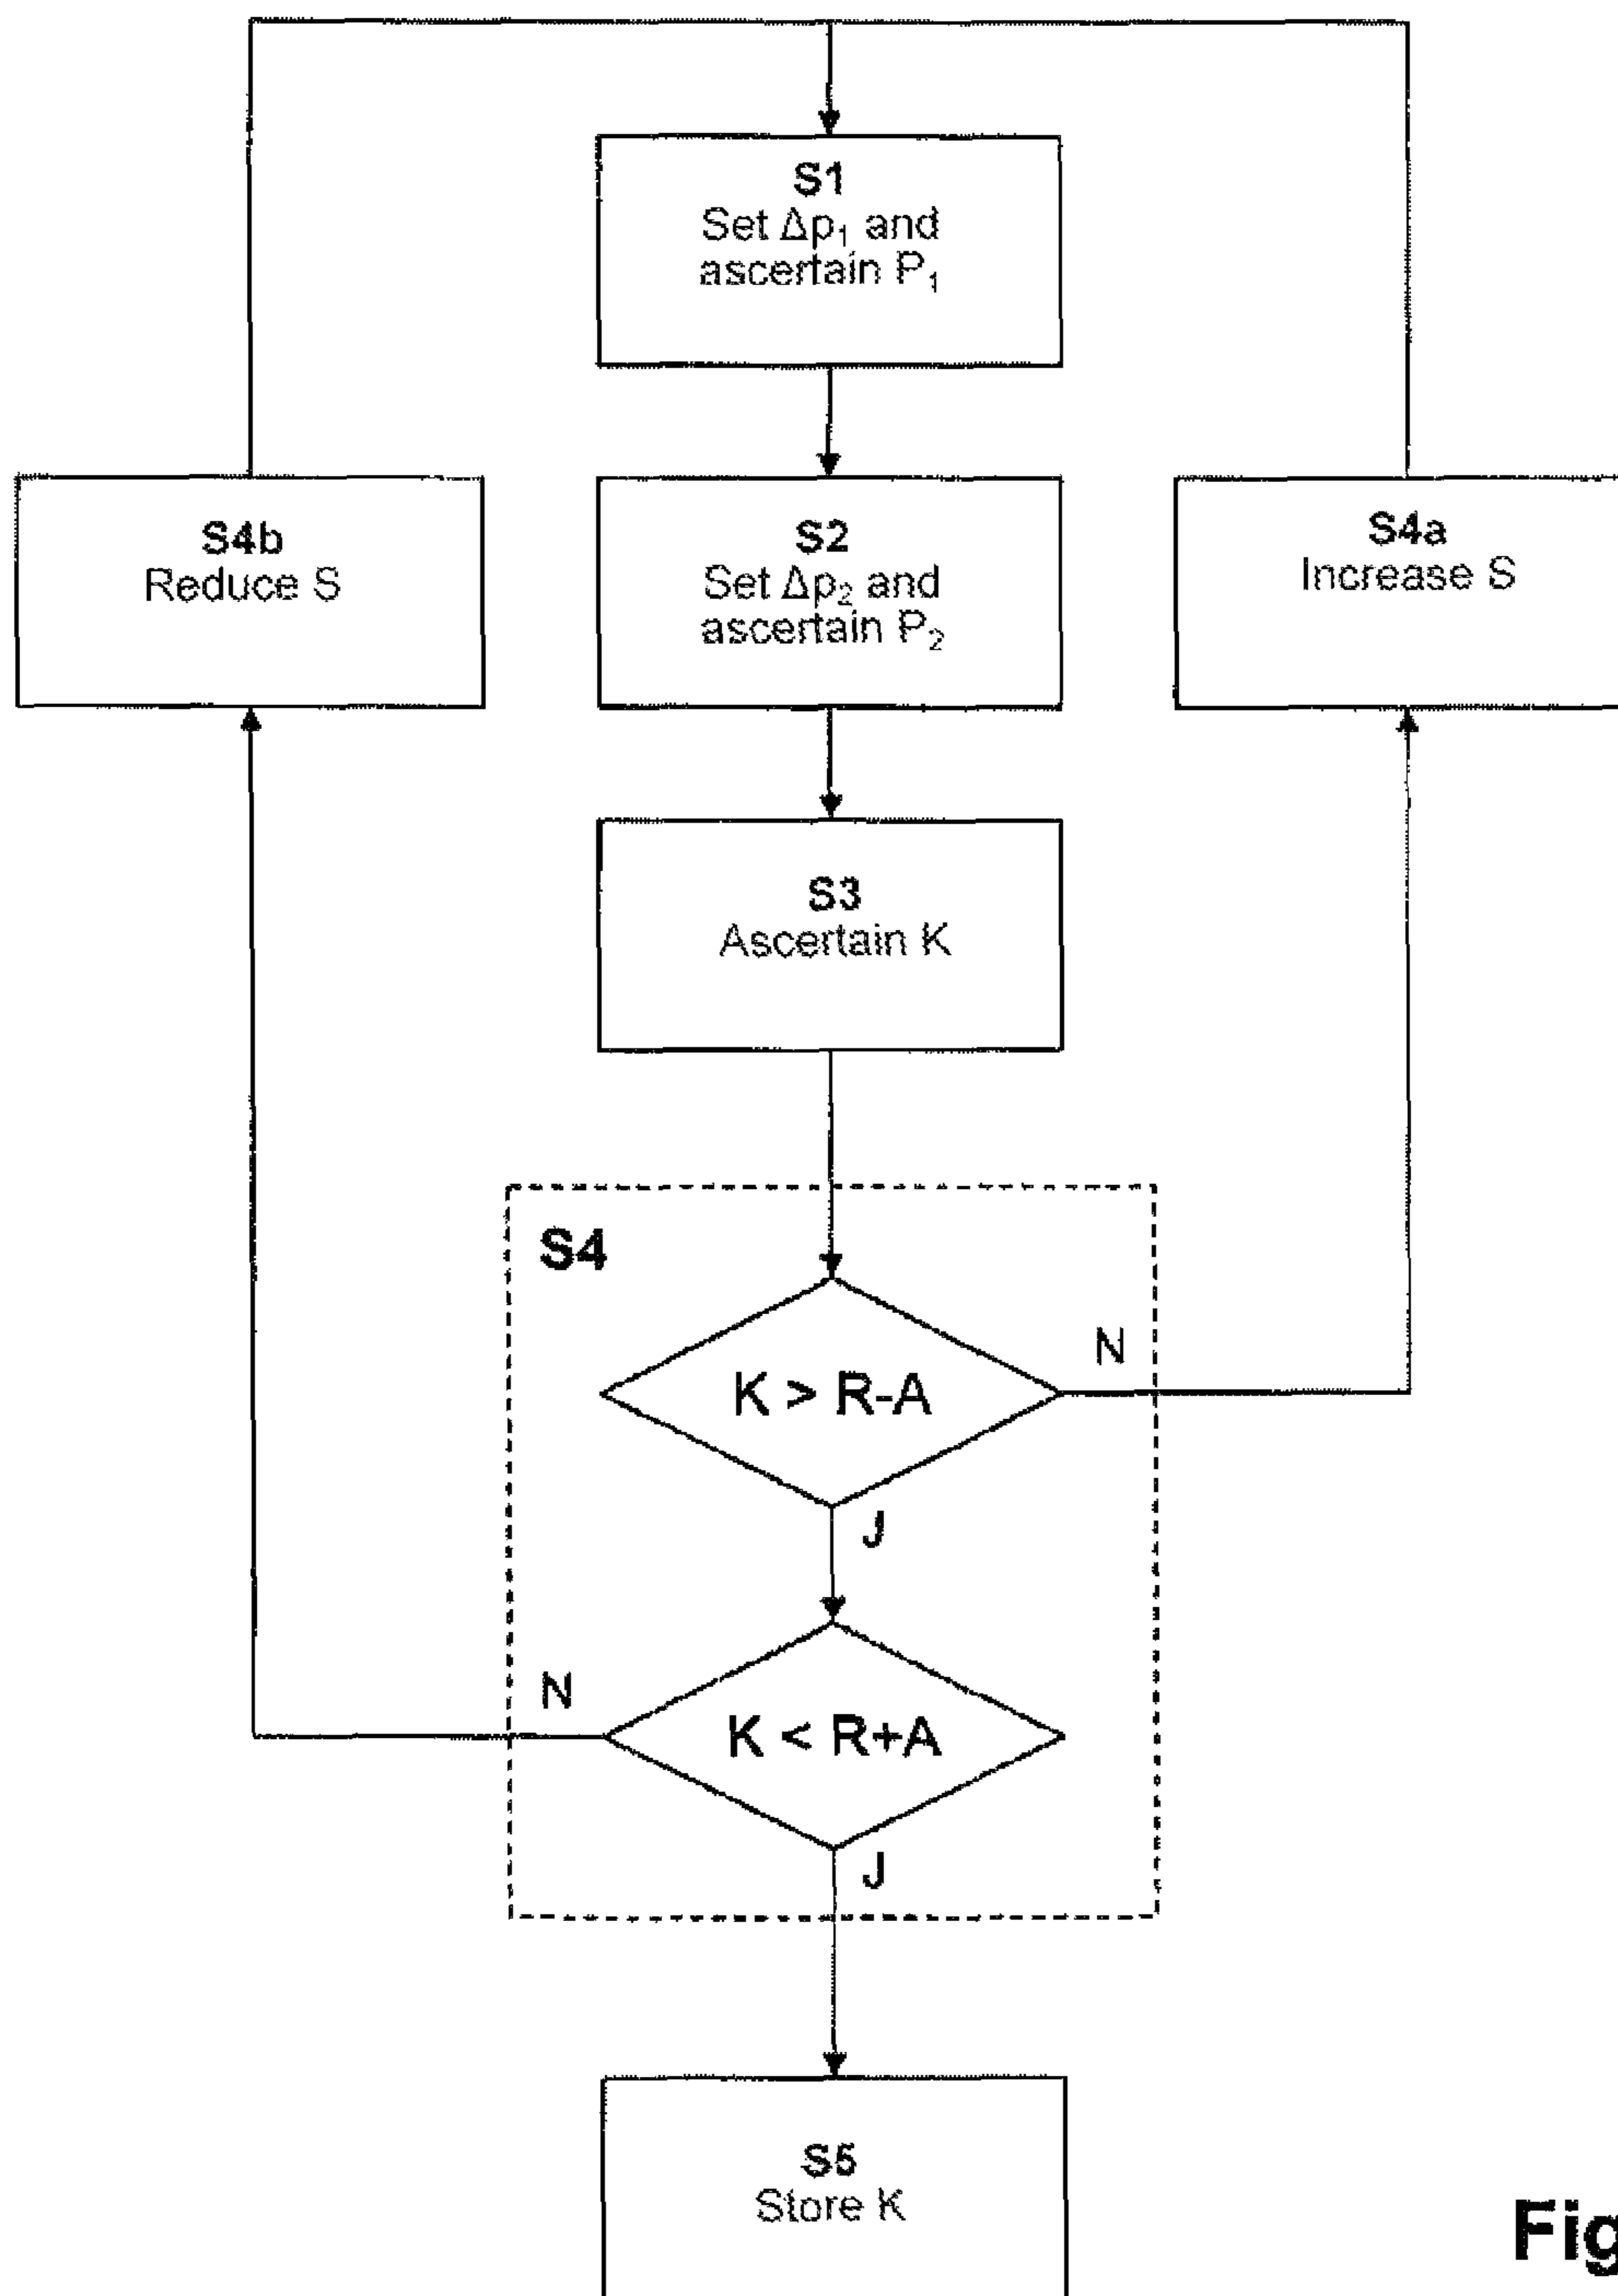 S1
Set Δp₁ and
ascertain P₁
S4b
Reduce S
S2
Set Δp₂ and
ascertain P₂
S4a
Increase S
S3
Ascertain K
S4
K > R-A
N
J
K < R+A
N
J
S5
Store K
Fig